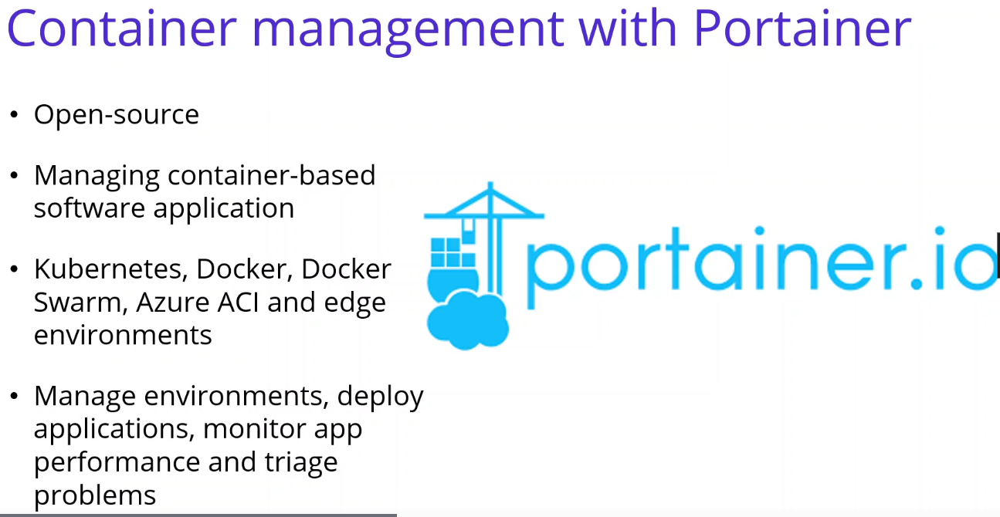 Container management with Portainer
• Open-source
• Managing container-based
software application
• Kubernetes, Docker, Docker
Swarm, Azure ACI and edge
environments
• Manage environments, deploy
applications, monitor app
performance and triage
problems
portainer.io